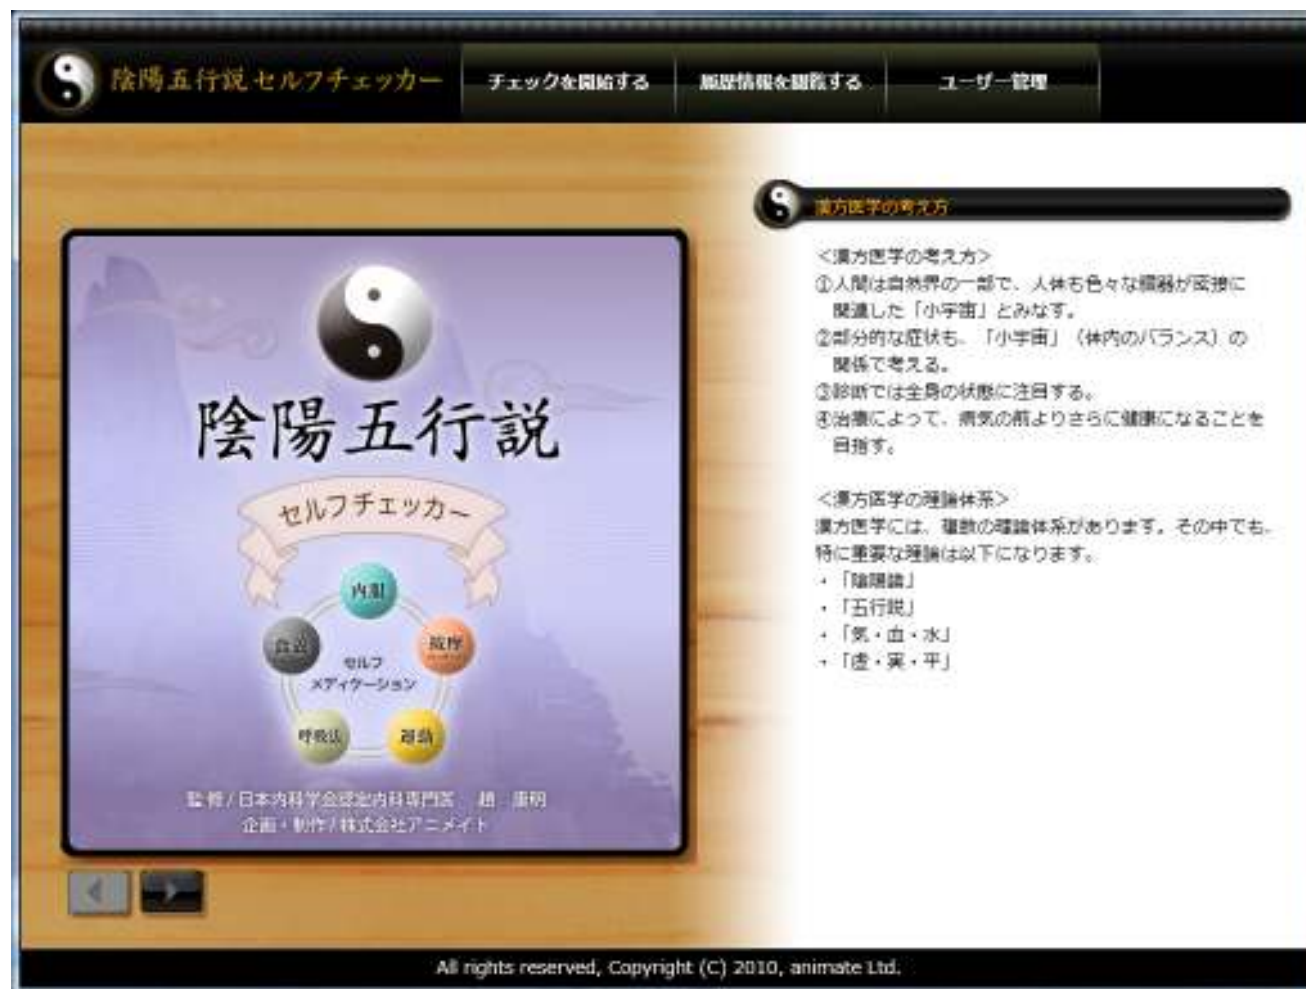 陰陽五行説 セルフチェッカー
チェックを開始する
履歴情報を閲覧する
ユーザー管理
漢方医学の考え方
<漢方医学の考え方>
①人間は自然界の一部で、人体も色々な臓器が密接に
関連した「小宇宙」とみなす。
②部分的な症状も、「小宇宙」（体内のバランス）の
関係で考える。
③診断では全身の状態に注目する。
④治療によって、病気の前よりさらに健康になることを
目指す。
<漢方医学の理論体系>
漢方医学には、複数の理論体系があります。その中でも、
特に重要な理論は以下になります。
・「陰陽論」
・「五行説」
・「気・血・水」
・「虚・実・平」
陰陽五行説
セルフチェッカー
内服
食養
按摩
セルフ
メディケーション
呼吸法
運動
監修/日本内科学会認定内科専門医 趙 康明
企画・制作/株式会社アニメイト
All rights reserved, Copyright (C) 2010, animate Ltd.